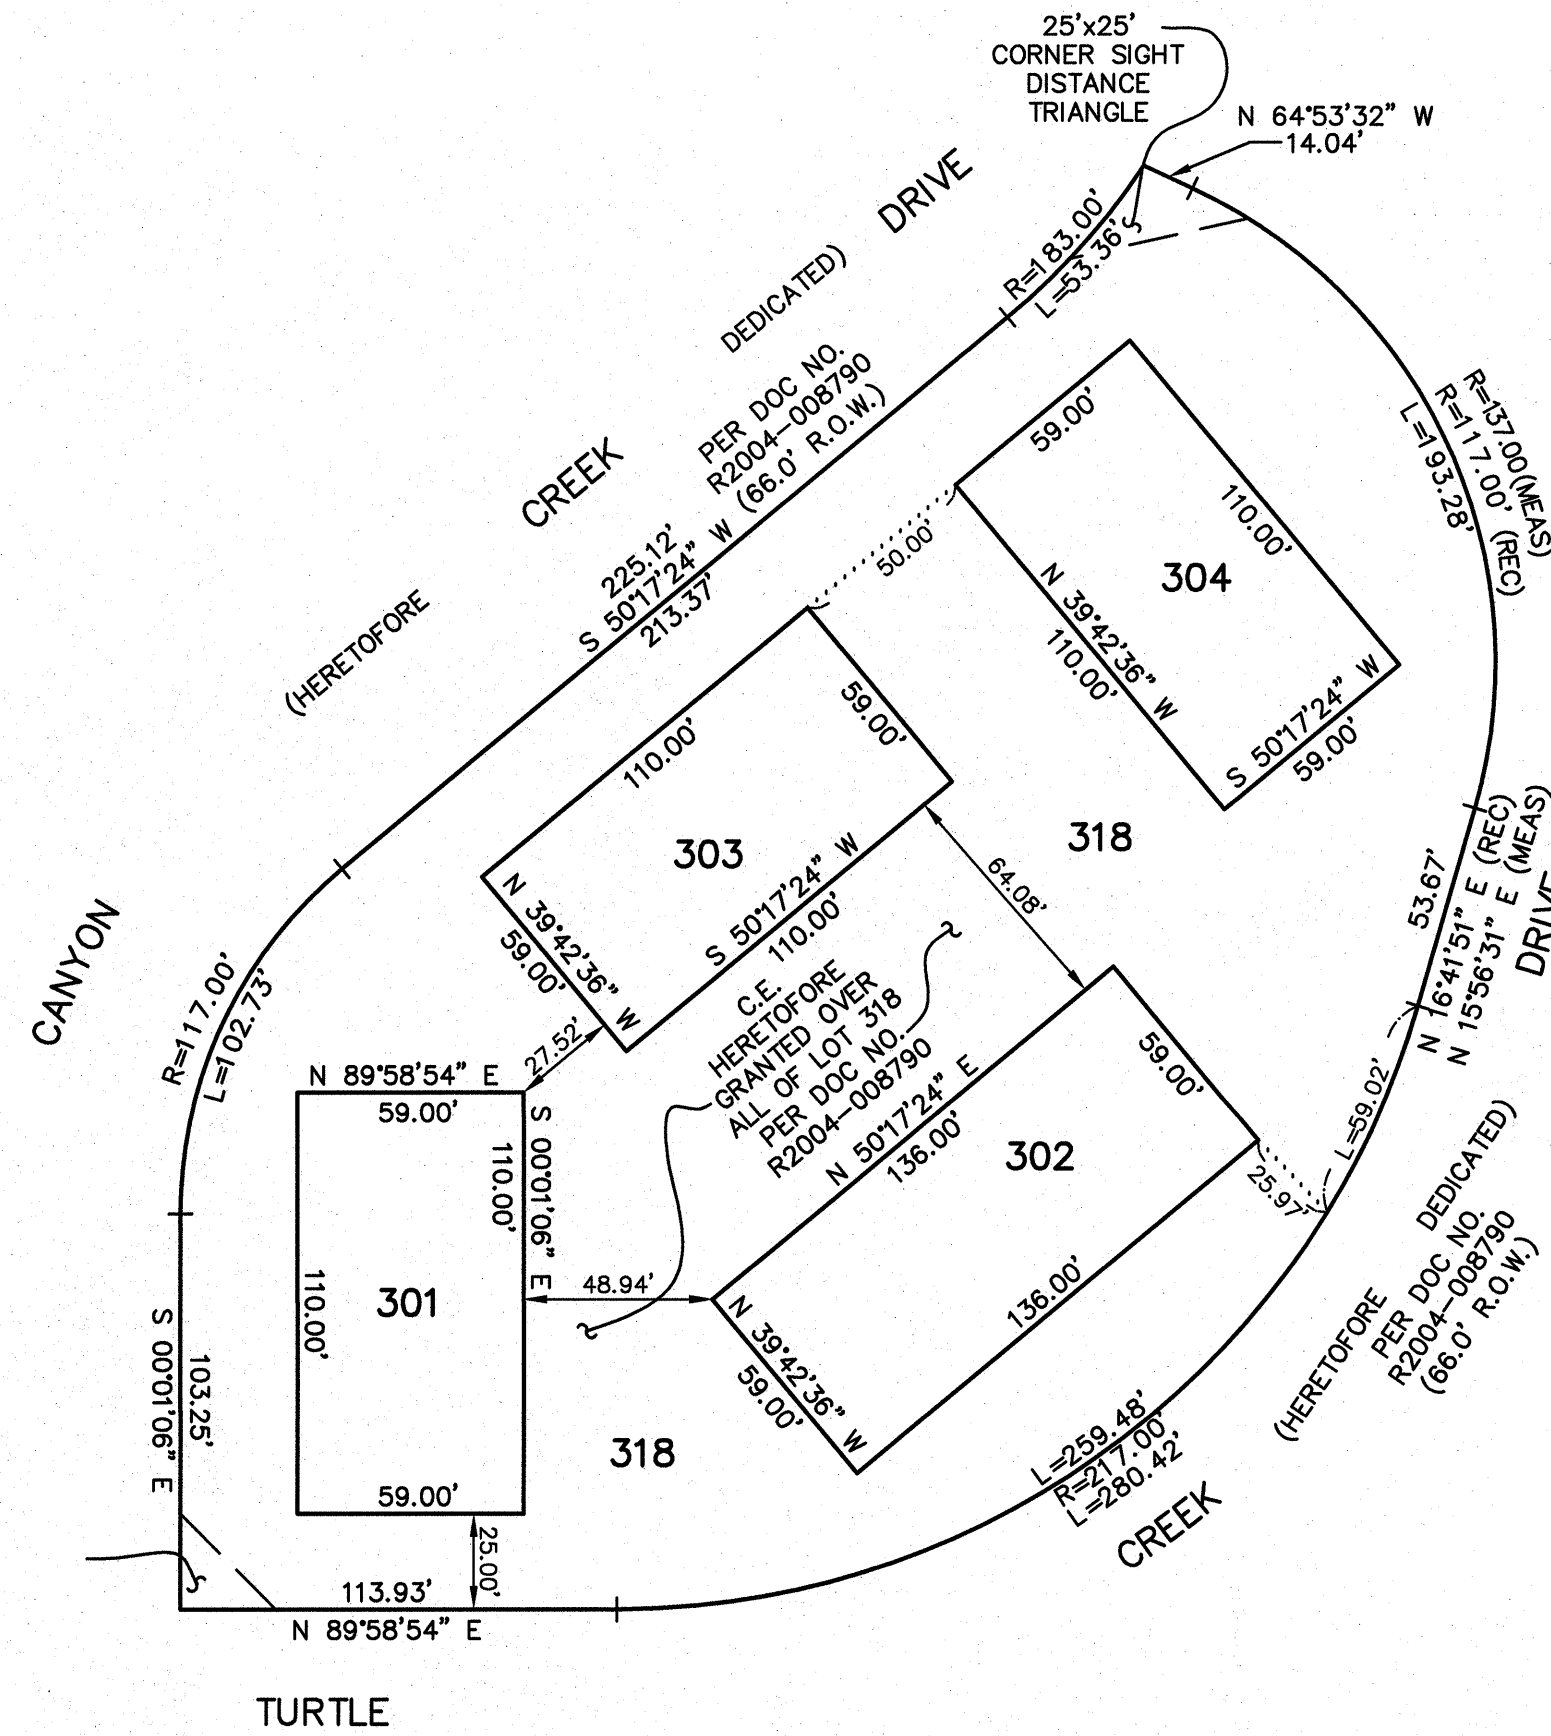 25'x25'
CORNER SIGHT
DISTANCE
TRIANGLE
N 64°53'32" W
14.04'
DRIVE
R=183.00'
L=53.36'
DEDICATED)
PER DOC NO.
R2004-008790
(66.0' R.O.W.)
CREEK
225.12'
S 50°17'24" W
213.37'
(HERETOFORE
CANYON
R=117.00'
L=102.73'
R=137.00(MEAS)
R=117.00' (REC)
L=193.28'
59.00'
110.00'
304
N 39°42'36" W
110.00'
S 50°17'24" W
59.00'
50.00'
110.00'
59.00'
303
N 39°42'36" W
59.00'
S 50°17'24" W
110.00'
318
64.08'
53.67'
N 16°41'51" E (REC)
N 15°56'31" E (MEAS)
DRIVE
27.52'
C.E.
HERETOFORE
GRANTED OVER
ALL OF LOT 318
PER DOC NO.
R2004-008790
N 89°58'54" E
59.00'
S 00°01'06" E
110.00'
110.00'
301
59.00'
48.94'
N 50°17'24" E
136.00'
302
59.00'
136.00'
N 39°42'36" W
59.00'
25.97'
L=59.02'
DEDICATED)
PER DOC NO.
R2004-008790
(66.0' R.O.W.)
(HERETOFORE
L=259.48'
R=217.00'
L=280.42'
CREEK
318
S 00°01'06" E
103.25'
25.00'
113.93'
N 89°58'54" E
TURTLE